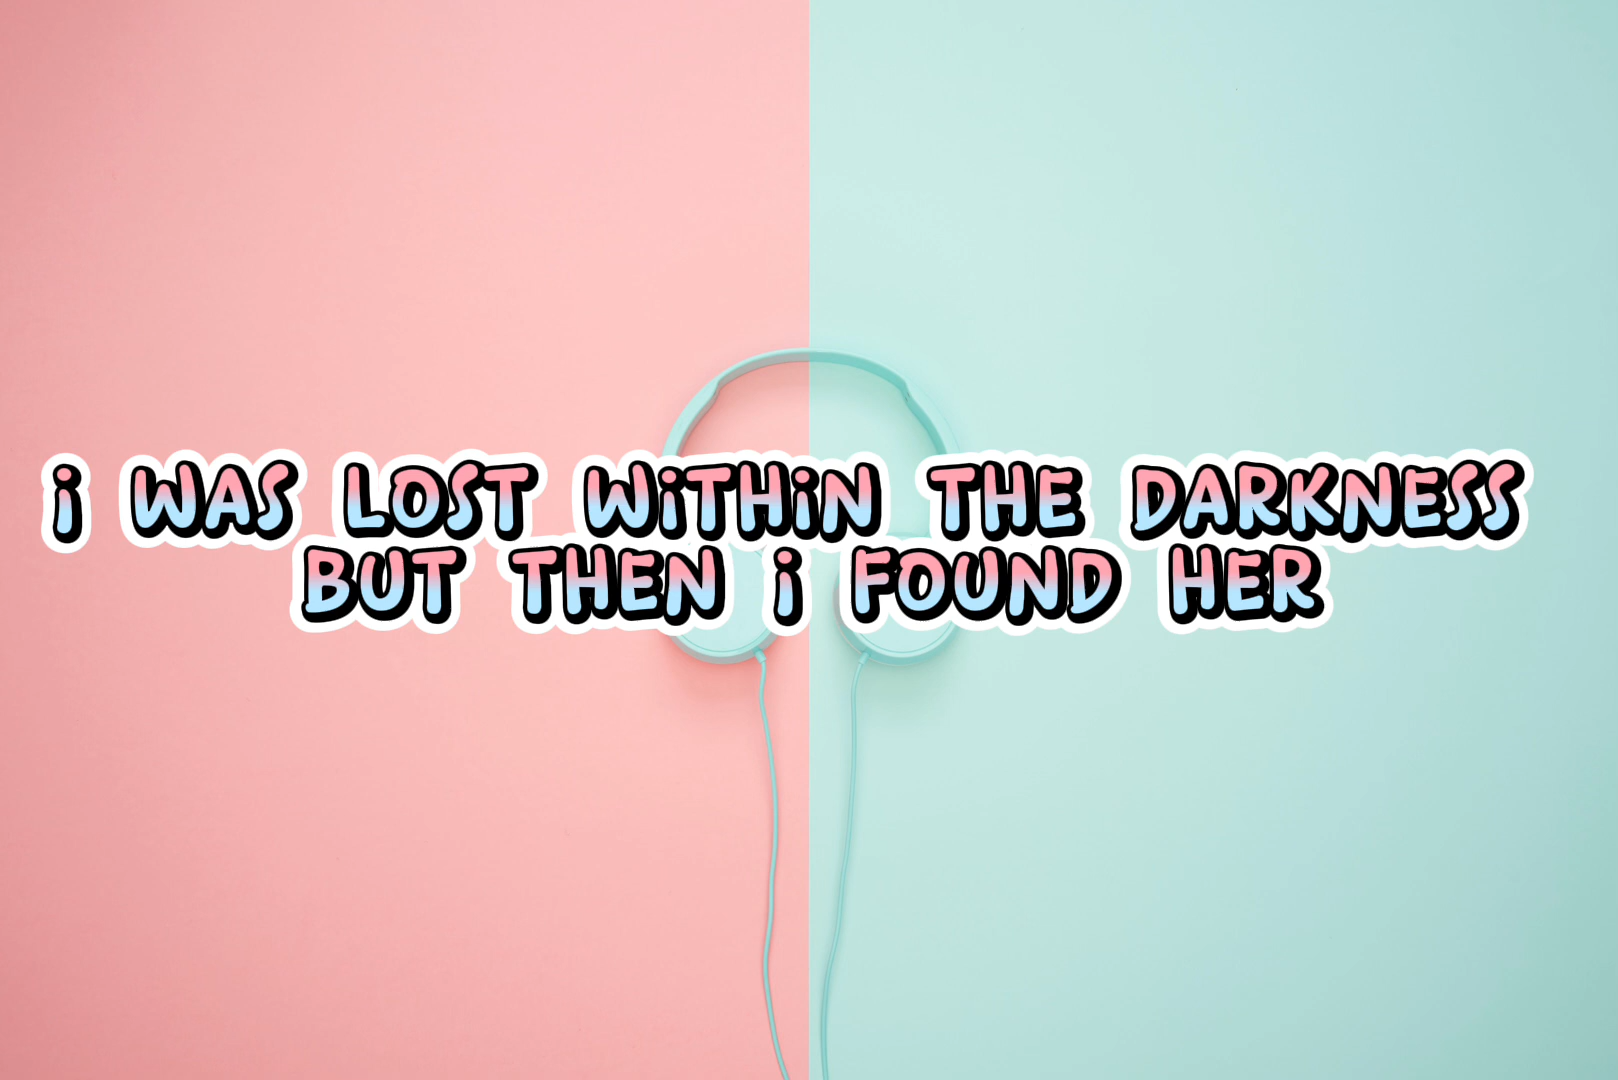 i WAS LOST WiTHiN THE DARKNESS
BUT THEN i FOUND HER